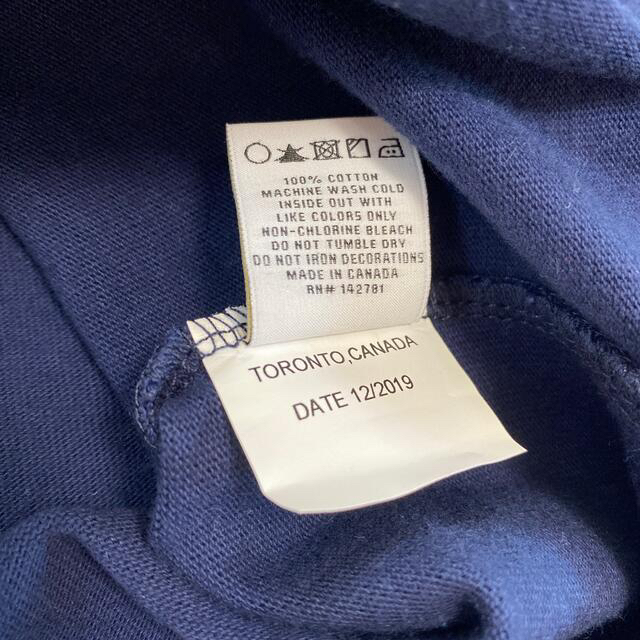 100% COTTON
MACHINE WASH COLD
INSIDE OUT WITH
LIKE COLORS ONLY
NON-CHLORINE BLEACH
DO NOT TUMBLE DRY
DO NOT IRON DECORATIONS
MADE IN CANADA
RN# 142781
TORONTO,CANADA
DATE 12/2019